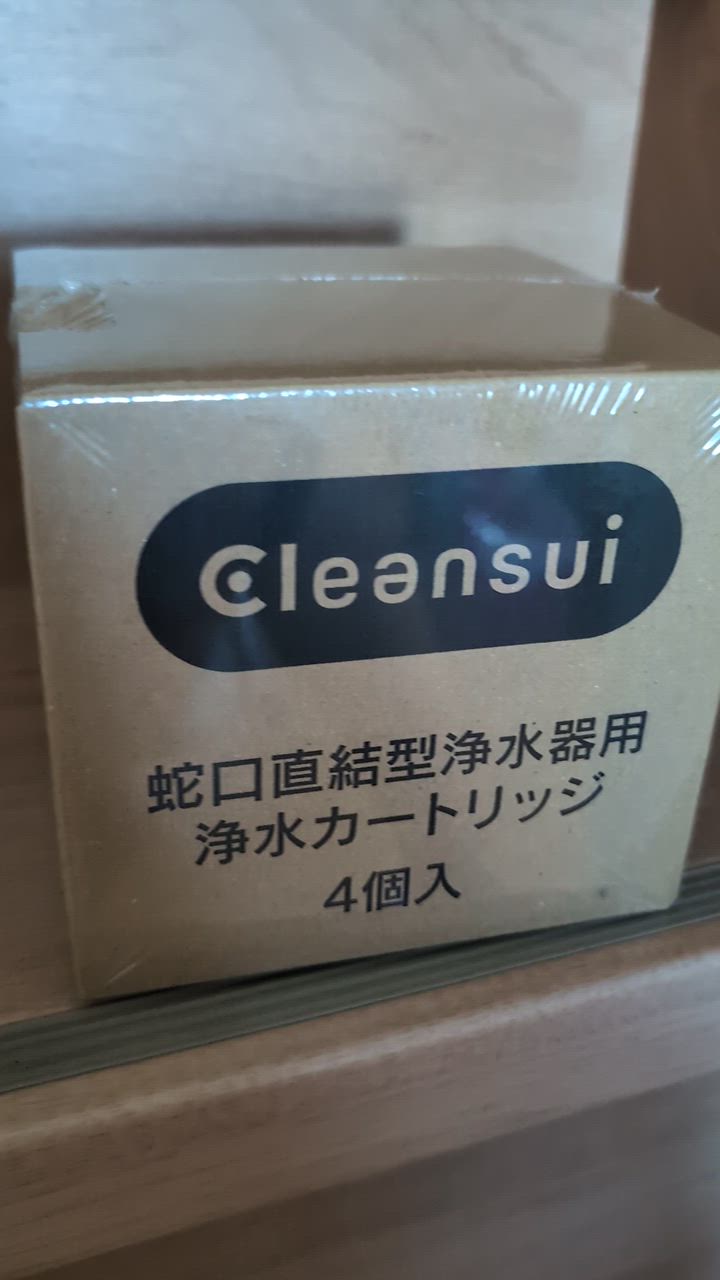 Cleansui
蛇口直結型浄水器用
浄水カートリッジ
4個入